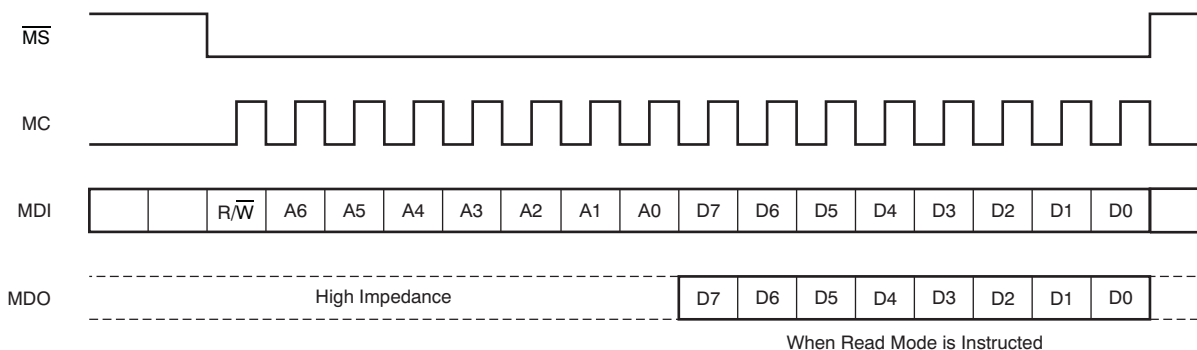 M̅S̅
MC
MDI R/W̅ A6 A5 A4 A3 A2 A1 A0 D7 D6 D5 D4 D3 D2 D1 D0
MDO High Impedance D7 D6 D5 D4 D3 D2 D1 D0
When Read Mode is Instructed